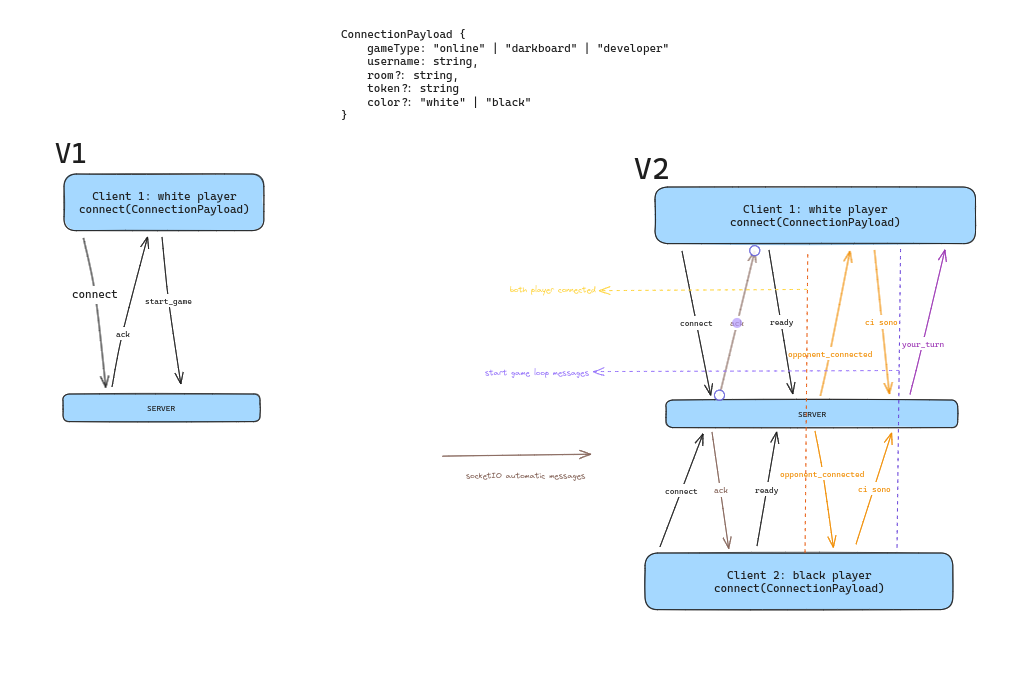 ConnectionPayload {
gameType: "online" | "darkboard" | "developer"
username: string,
room?: string,
token?: string
color?: "white" | "black"
}
V1
Client 1: white player
connect(ConnectionPayload)
connect
start_game
ack
SERVER
V2
Client 1: white player
connect(ConnectionPayload)
both player connected
connect
ack
ready
ci sono
your_turn
opponent_connected
start game loop messages
SERVER
socketIO automatic messages
opponent_connected
connect
ack
ready
ci sono
Client 2: black player
connect(ConnectionPayload)